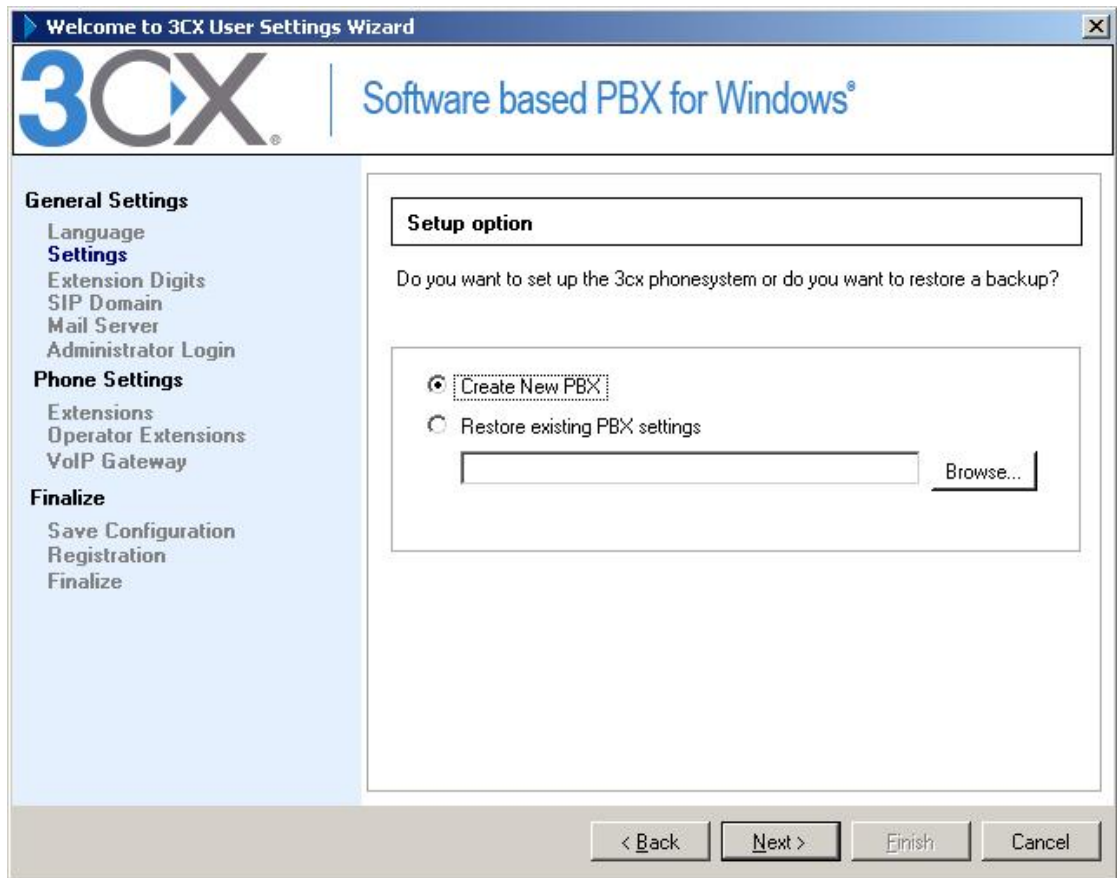 Welcome to 3CX User Settings Wizard
3CX®
Software based PBX for Windows®
General Settings
Language
Settings
Extension Digits
SIP Domain
Mail Server
Administrator Login
Phone Settings
Extensions
Operator Extensions
VoIP Gateway
Finalize
Save Configuration
Registration
Finalize
Setup option
Do you want to set up the 3cx phonesystem or do you want to restore a backup?
Create New PBX
Restore existing PBX settings
Browse...
< Back Next > Finish Cancel